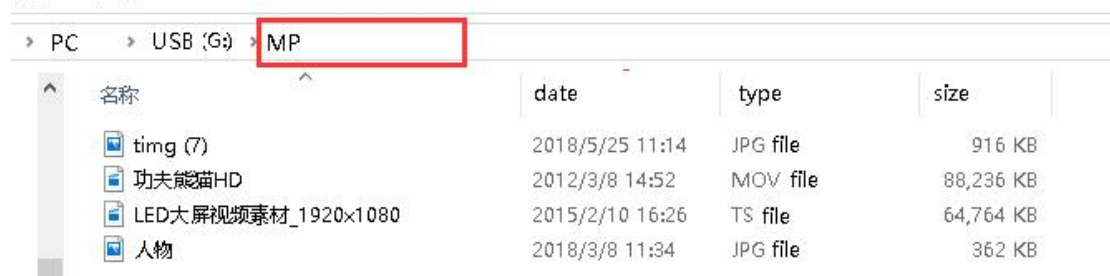 PC > USB (G:) > MP
名称 date type size
timg (7) 2018/5/25 11:14 JPG file 916 KB
功夫熊猫HD 2012/3/8 14:52 MOV file 88,236 KB
LED大屏视频素材_1920x1080 2015/2/10 16:26 TS file 64,764 KB
人物 2018/3/8 11:34 JPG file 362 KB